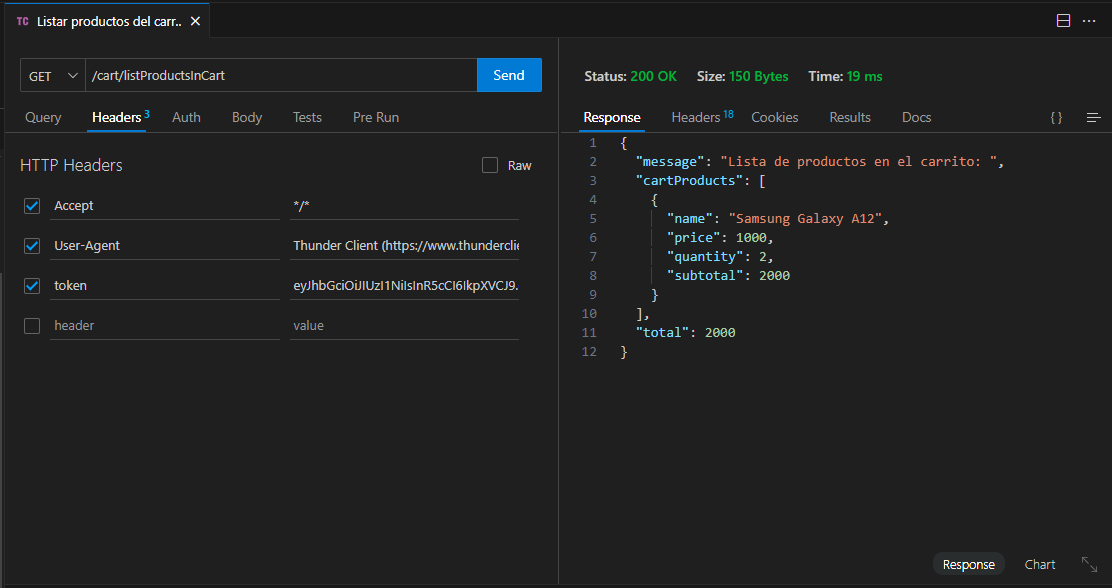 TC Listar productos del carr..
GET /cart/listProductsInCart Send
Query Headers 3 Auth Body Tests Pre Run
HTTP Headers Raw
Accept */*
User-Agent Thunder Client (https://www.thunderclie
token eyJhbGciOiJIUzI1NiIsInR5cCI6IkpXVCJ9.
header value
Status: 200 OK Size: 150 Bytes Time: 19 ms
Response Headers 18 Cookies Results Docs {}
1 {
2 "message": "Lista de productos en el carrito: ",
3 "cartProducts": [
4 {
5 "name": "Samsung Galaxy A12",
6 "price": 1000,
7 "quantity": 2,
8 "subtotal": 2000
9 }
10 ],
11 "total": 2000
12 }
Response Chart